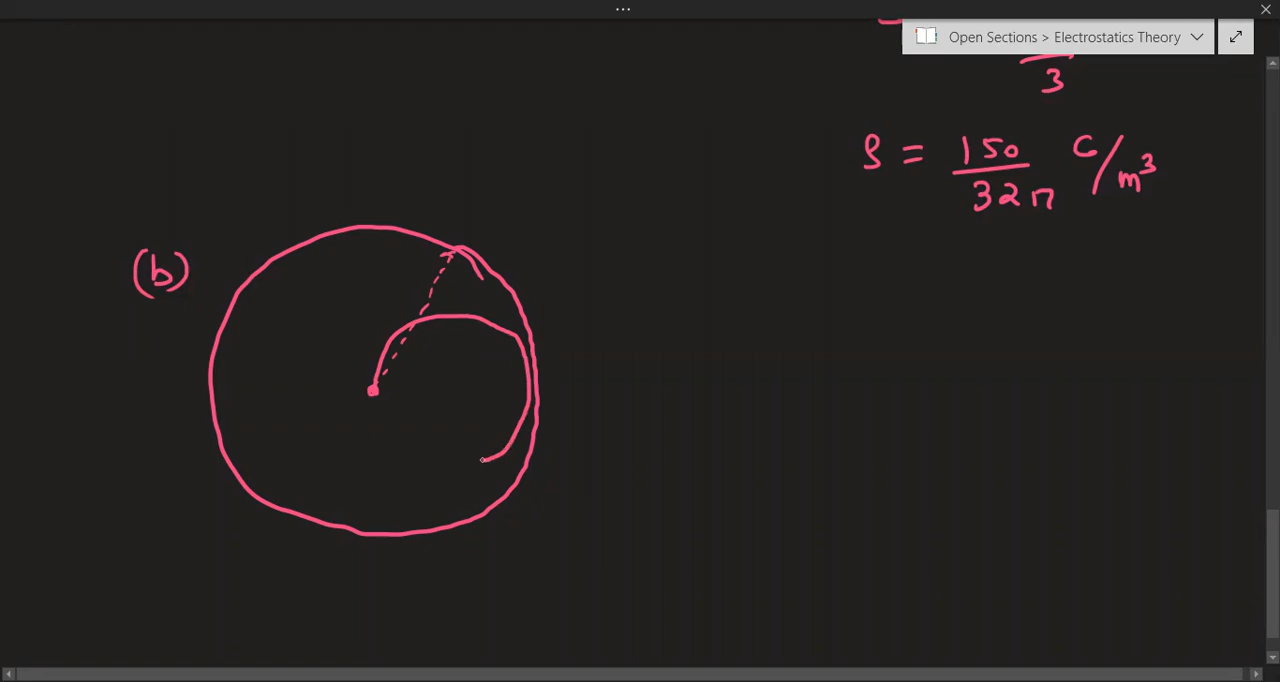 Open Sections > Electrostatics Theory
3
ρ = 150/32π C/m³
(b)